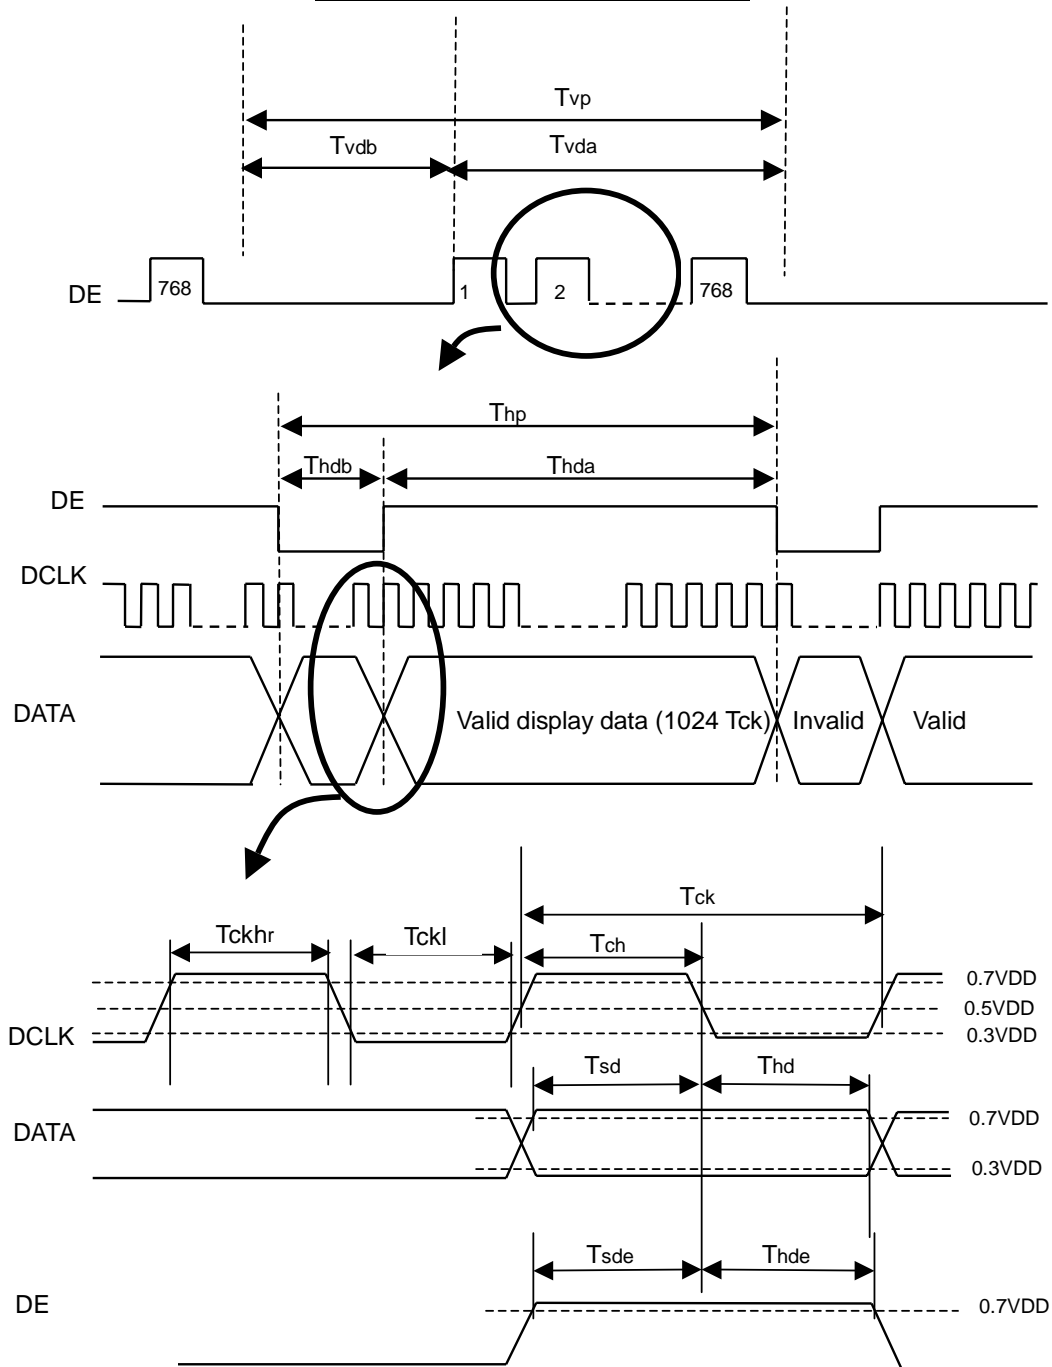 Tvp
Tvdb Tvda
DE 768 1 2 768
Thp
Thdb Thda
DE
DCLK
DATA Valid display data (1024 Tck) Invalid Valid
Tck
Tckhr Tckl Tch
0.7VDD
0.5VDD
DCLK 0.3VDD
Tsd Thd
DATA 0.7VDD
0.3VDD
Tsde Thde
DE 0.7VDD